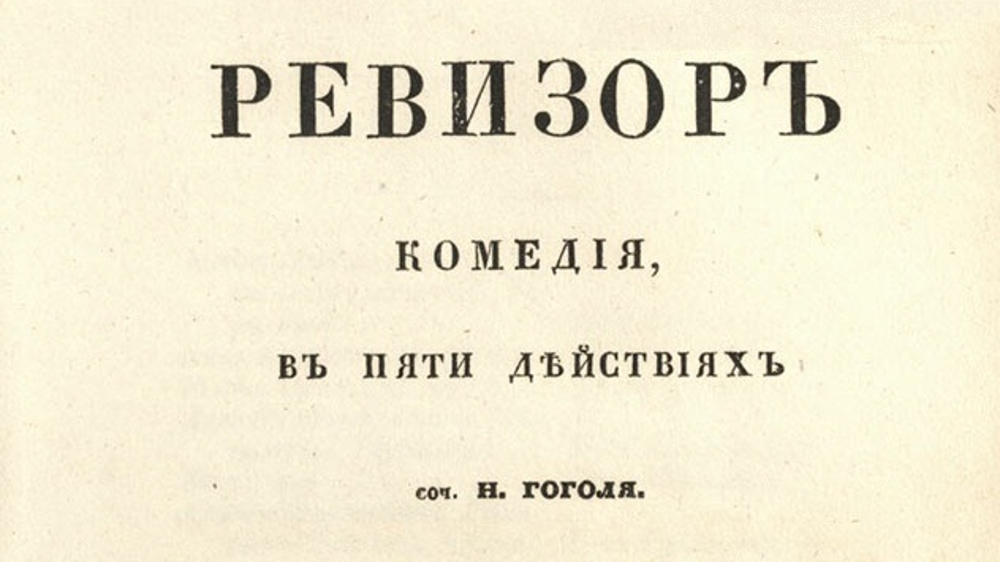 РЕВИЗОРЪ
КОМЕДІЯ,
ВЪ ПЯТИ ДѢЙСТВІЯХЪ
соч. Н. ГОГОЛЯ.